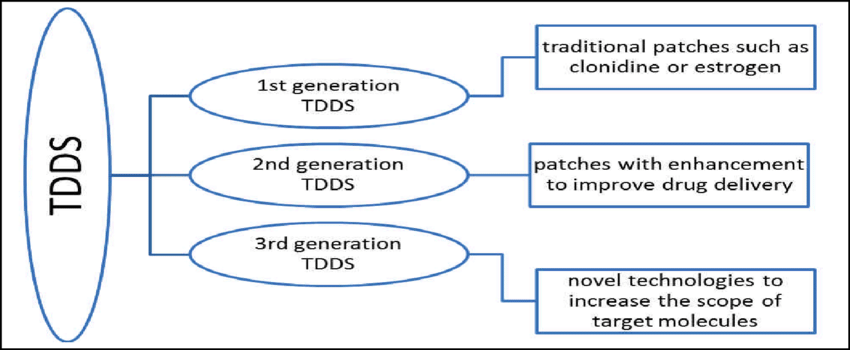 TDDS
1st generation
TDDS
traditional patches such as
clonidine or estrogen
2nd generation
TDDS
patches with enhancement
to improve drug delivery
3rd generation
TDDS
novel technologies to
increase the scope of
target molecules